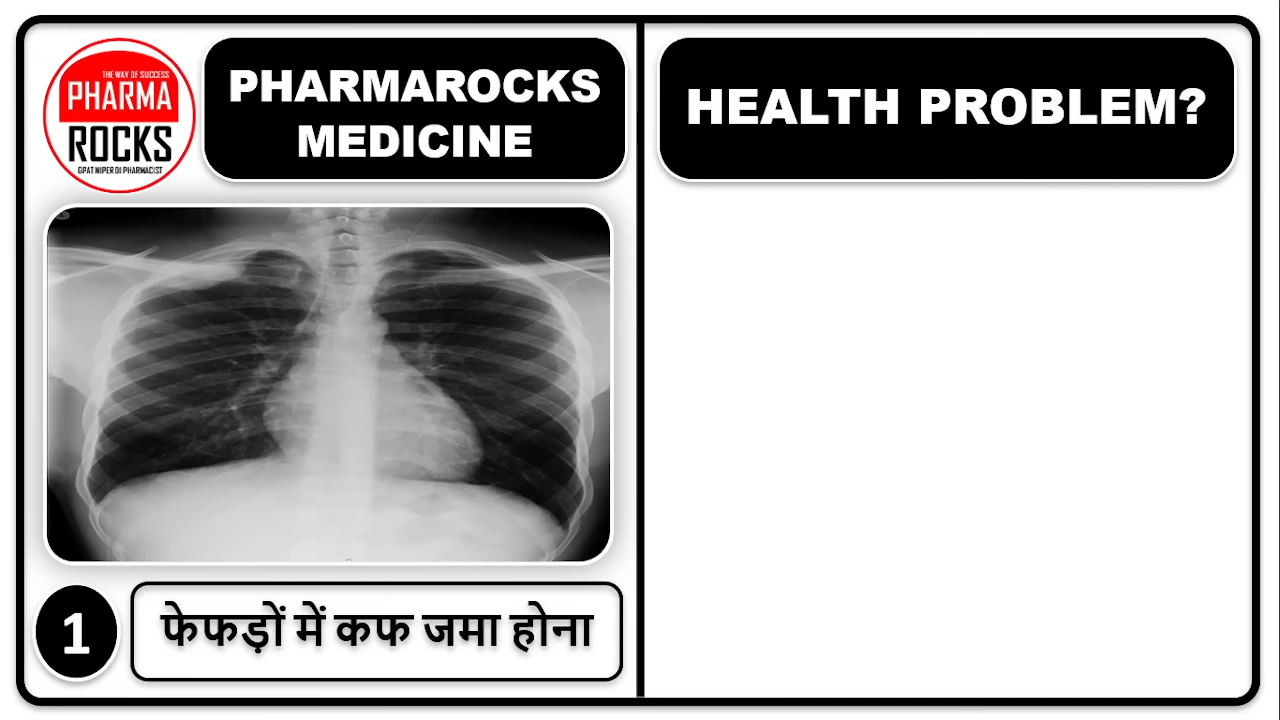 THE WAY OF SUCCESS
PHARMA
ROCKS
GPAT NIPER DI PHARMACIST
PHARMAROCKS
MEDICINE
HEALTH PROBLEM?
1
फेफड़ों में कफ जमा होना